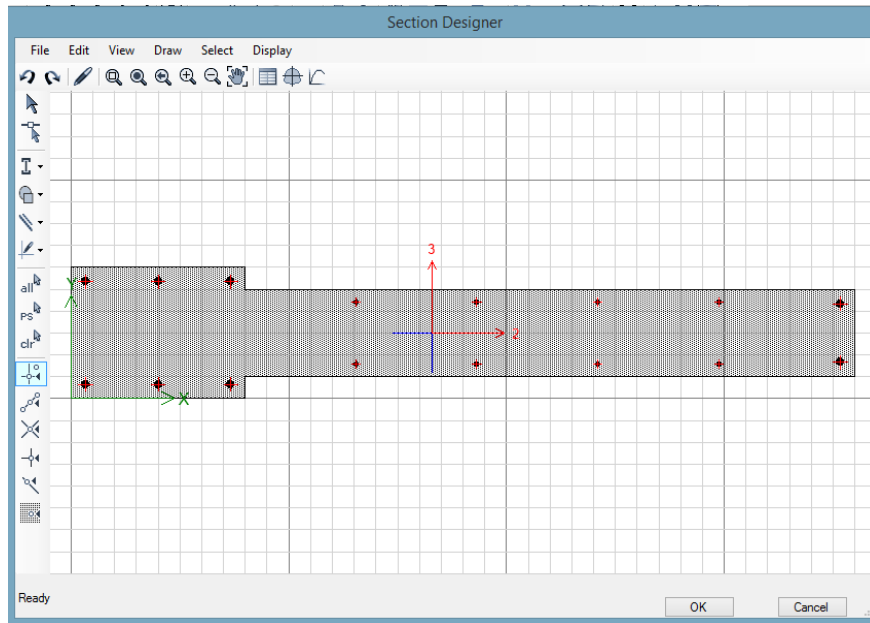 Section Designer
File Edit View Draw Select Display
all
PS
clr
3
2
Y
X
Ready
OK Cancel